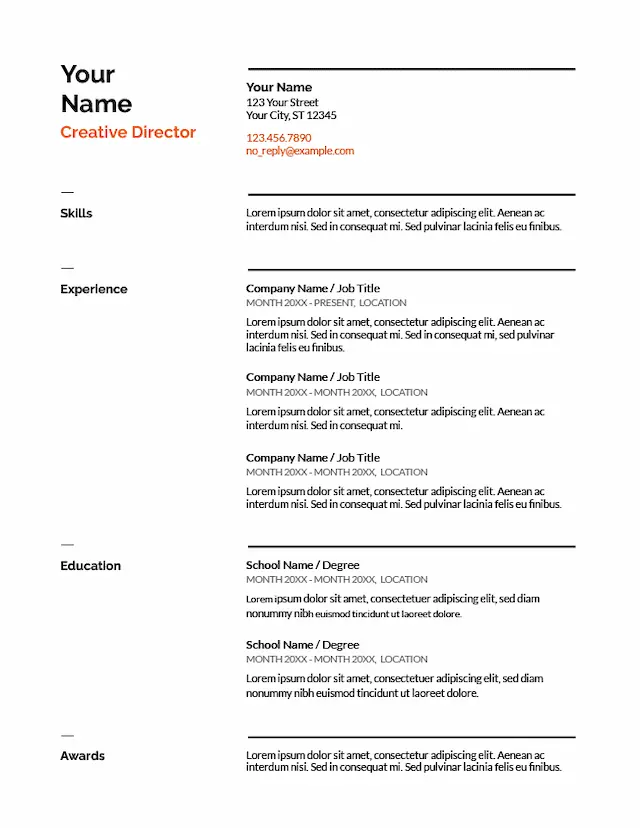 Your
Name
Creative Director
Your Name
123 Your Street
Your City, ST 12345
123.456.7890
no_reply@example.com
Skills
Lorem ipsum dolor sit amet, consectetur adipiscing elit. Aenean ac
interdum nisi. Sed in consequat mi. Sed pulvinar lacinia felis eu finibus.
Experience
Company Name / Job Title
MONTH 20XX - PRESENT, LOCATION
Lorem ipsum dolor sit amet, consectetur adipiscing elit. Aenean ac
interdum nisi. Sed in consequat mi. Sed in consequat mi, sed pulvinar
lacinia felis eu finibus.
Company Name / Job Title
MONTH 20XX - MONTH 20XX, LOCATION
Lorem ipsum dolor sit amet, consectetur adipiscing elit. Aenean ac
interdum nisi. Sed in consequat mi.
Company Name / Job Title
MONTH 20XX - MONTH 20XX, LOCATION
Lorem ipsum dolor sit amet, consectetur adipiscing elit. Aenean ac
interdum nisi. Sed in consequat mi. Sed pulvinar lacinia felis eu finibus.
Education
School Name / Degree
MONTH 20XX - MONTH 20XX, LOCATION
Lorem ipsum dolor sit amet, consectetuer adipiscing elit, sed diam
nonummy nibh euismod tincidunt ut laoreet dolore.
School Name / Degree
MONTH 20XX - MONTH 20XX, LOCATION
Lorem ipsum dolor sit amet, consectetuer adipiscing elit, sed diam
nonummy nibh euismod tincidunt ut laoreet dolore.
Awards
Lorem ipsum dolor sit amet, consectetur adipiscing elit. Aenean ac
interdum nisi. Sed in consequat mi. Sed pulvinar lacinia felis eu finibus.